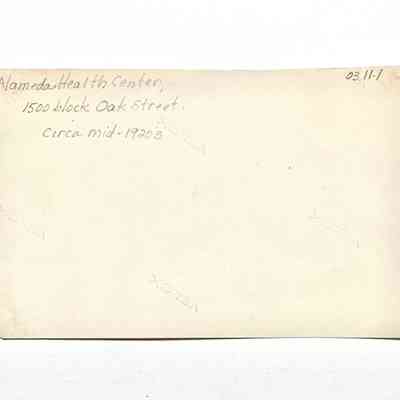 Alameda Health Center, 03.11-1
1500 block Oak Street.
Circa mid-1920s